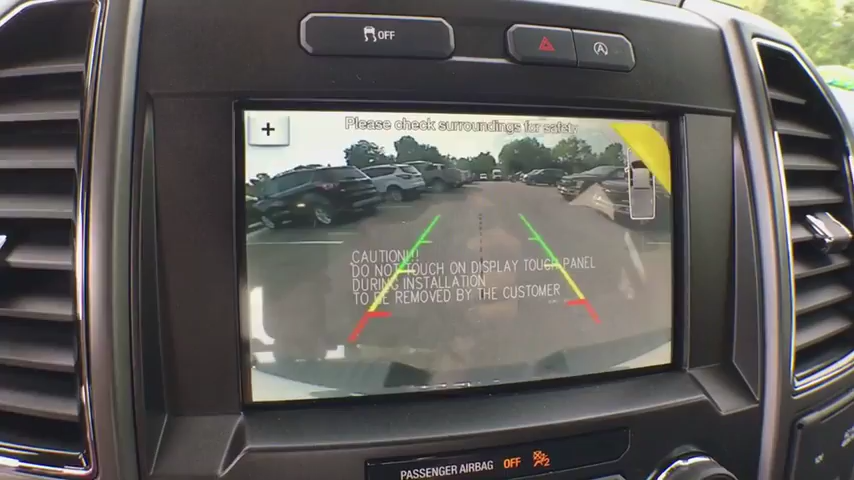 OFF
+
Please check surroundings for safety
CAUTION!!!
DO NOT TOUCH ON DISPLAY TOUCH PANEL
DURING INSTALLATION
TO BE REMOVED BY THE CUSTOMER
PASSENGER AIRBAG OFF 2